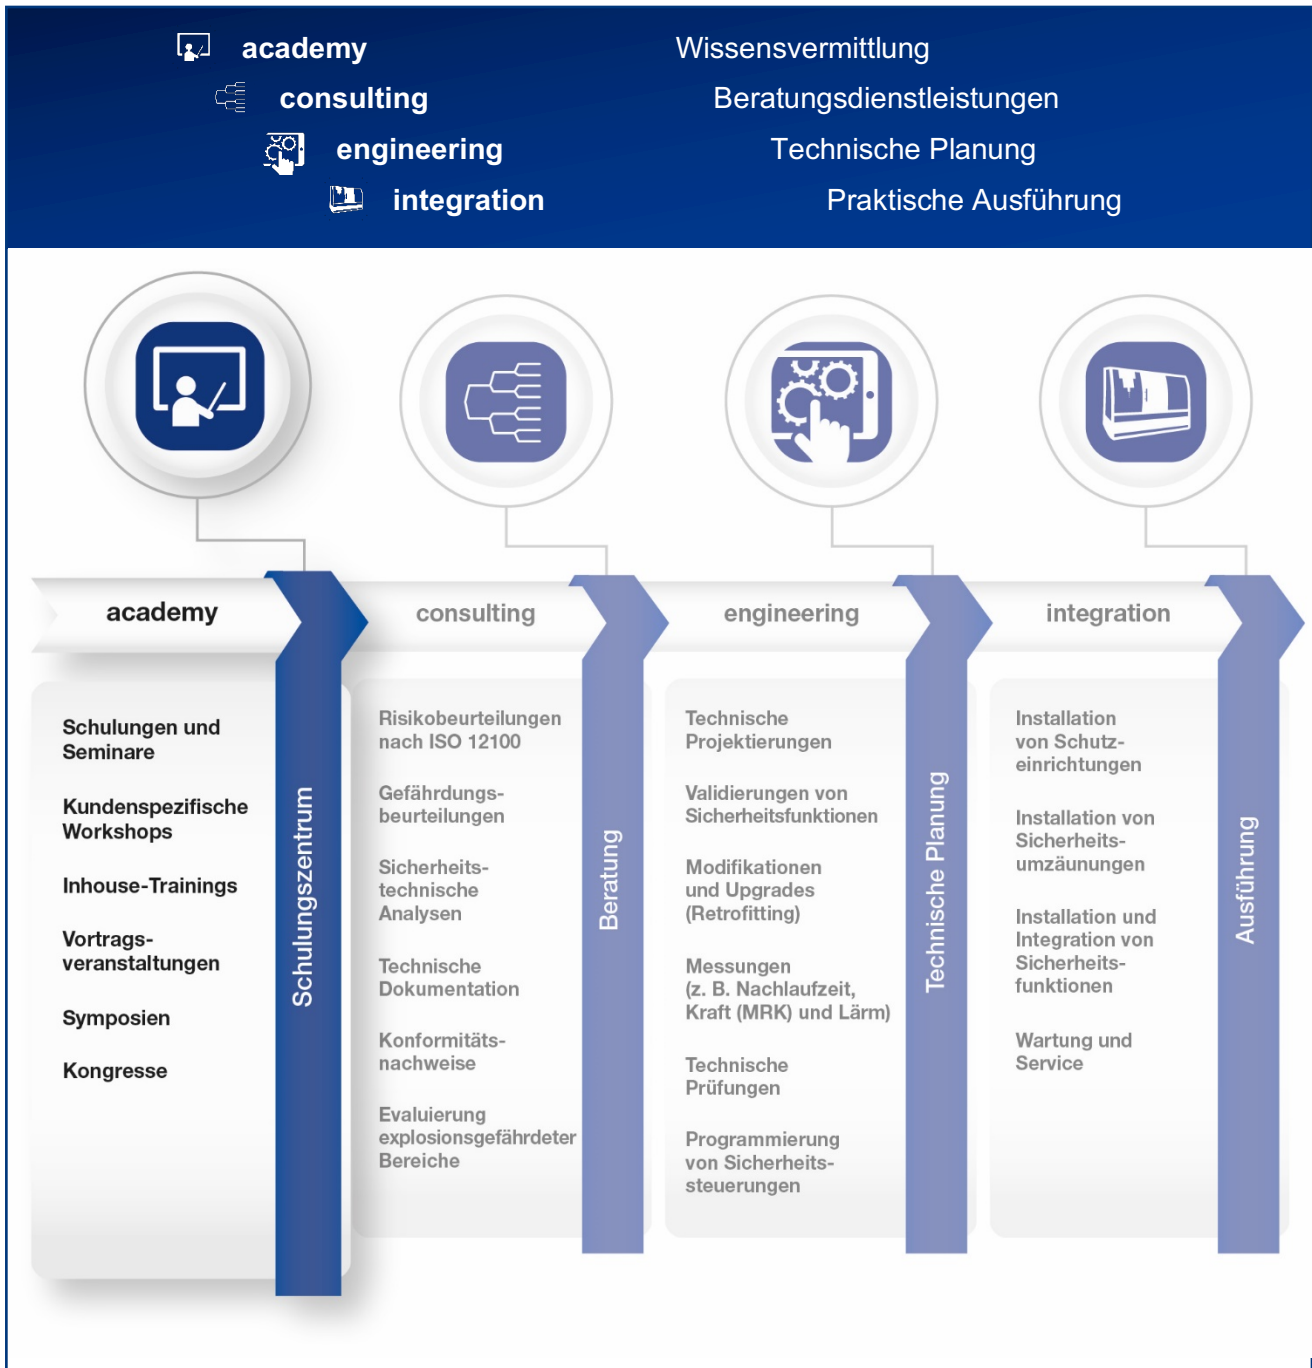 academy Wissensvermittlung
consulting Beratungsdienstleistungen
engineering Technische Planung
integration Praktische Ausführung
academy
Schulungen und
Seminare
Kundenspezifische
Workshops
Inhouse-Trainings
Vortrags-
veranstaltungen
Symposien
Kongresse
Schulungszentrum
consulting
Risikobeurteilungen
nach ISO 12100
Gefährdungs-
beurteilungen
Sicherheits-
technische
Analysen
Technische
Dokumentation
Konformitäts-
nachweise
Evaluierung
explosionsgefährdeter
Bereiche
Beratung
engineering
Technische
Projektierungen
Validierungen von
Sicherheitsfunktionen
Modifikationen
und Upgrades
(Retrofitting)
Messungen
(z. B. Nachlaufzeit,
Kraft (MRK) und Lärm)
Technische
Prüfungen
Programmierung
von Sicherheits-
steuerungen
Technische Planung
integration
Installation
von Schutz-
einrichtungen
Installation von
Sicherheits-
umzäunungen
Installation und
Integration von
Sicherheits-
funktionen
Wartung und
Service
Ausführung